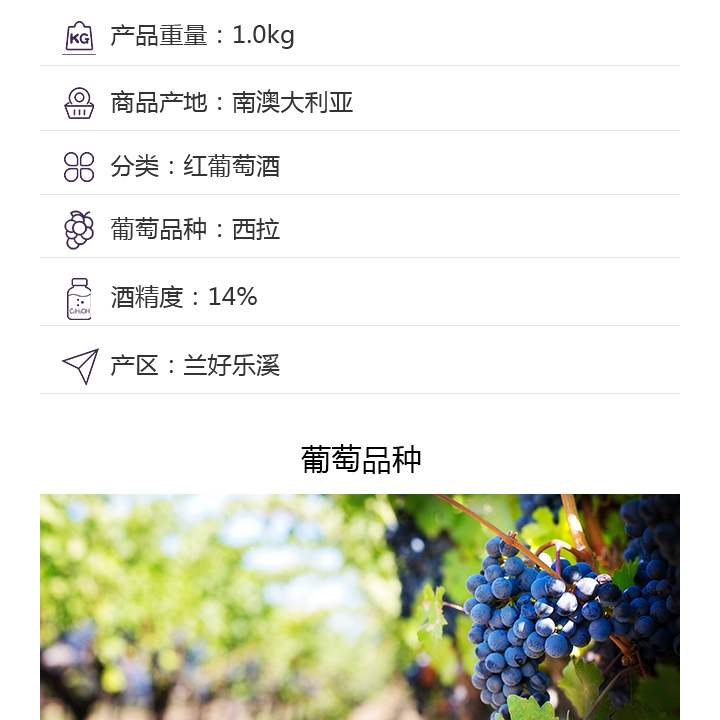 KG
产品重量：1.0kg
商品产地：南澳大利亚
分类：红葡萄酒
葡萄品种：西拉
C₂H₅OH
酒精度：14%
产区：兰好乐溪
葡萄品种